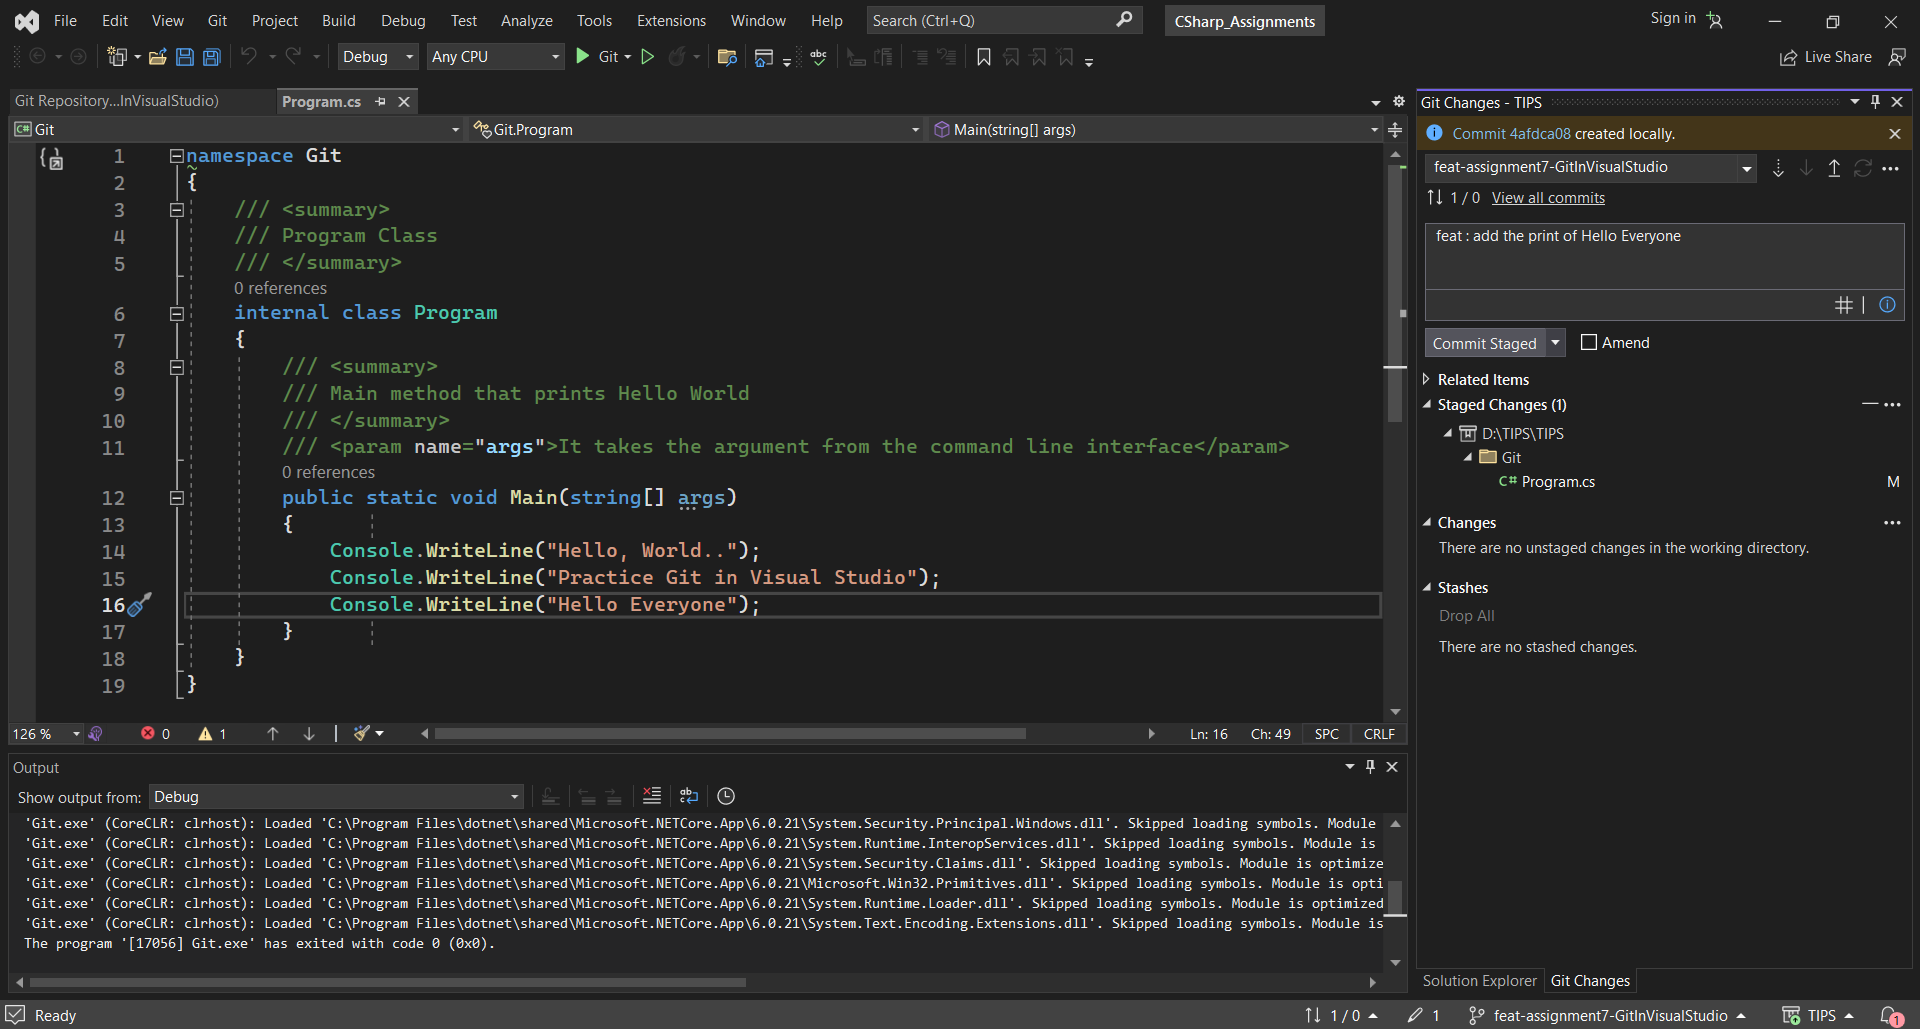 File Edit View Git Project Build Debug Test Analyze Tools Extensions Window Help Search (Ctrl+Q) CSharp_Assignments Sign in
Debug Any CPU Git Live Share
Git Repository...InVisualStudio) Program.cs
Git Git.Program Main(string[] args)
1 namespace Git
2 {
3 /// <summary>
4 /// Program Class
5 /// </summary>
0 references
6 internal class Program
7 {
8 /// <summary>
9 /// Main method that prints Hello World
10 /// </summary>
11 /// <param name="args">It takes the argument from the command line interface</param>
0 references
12 public static void Main(string[] args)
13 {
14 Console.WriteLine("Hello, World..");
15 Console.WriteLine("Practice Git in Visual Studio");
16 Console.WriteLine("Hello Everyone");
17 }
18 }
19 }
126 % 0 1 Ln: 16 Ch: 49 SPC CRLF
Output
Show output from: Debug
'Git.exe' (CoreCLR: clrhost): Loaded 'C:\Program Files\dotnet\shared\Microsoft.NETCore.App\6.0.21\System.Security.Principal.Windows.dll'. Skipped loading symbols. Module
'Git.exe' (CoreCLR: clrhost): Loaded 'C:\Program Files\dotnet\shared\Microsoft.NETCore.App\6.0.21\System.Runtime.InteropServices.dll'. Skipped loading symbols. Module is
'Git.exe' (CoreCLR: clrhost): Loaded 'C:\Program Files\dotnet\shared\Microsoft.NETCore.App\6.0.21\System.Security.Claims.dll'. Skipped loading symbols. Module is optimize
'Git.exe' (CoreCLR: clrhost): Loaded 'C:\Program Files\dotnet\shared\Microsoft.NETCore.App\6.0.21\Microsoft.Win32.Primitives.dll'. Skipped loading symbols. Module is opti
'Git.exe' (CoreCLR: clrhost): Loaded 'C:\Program Files\dotnet\shared\Microsoft.NETCore.App\6.0.21\System.Runtime.Loader.dll'. Skipped loading symbols. Module is optimized
'Git.exe' (CoreCLR: clrhost): Loaded 'C:\Program Files\dotnet\shared\Microsoft.NETCore.App\6.0.21\System.Text.Encoding.Extensions.dll'. Skipped loading symbols. Module is
The program '[17056] Git.exe' has exited with code 0 (0x0).
Git Changes - TIPS
Commit 4afdca08 created locally.
feat-assignment7-GitInVisualStudio
1 / 0 View all commits
feat : add the print of Hello Everyone
Commit Staged Amend
Related Items
Staged Changes (1)
D:\TIPS\TIPS
Git
C# Program.cs M
Changes
There are no unstaged changes in the working directory.
Stashes
Drop All
There are no stashed changes.
Solution Explorer Git Changes
Ready 1 / 0 1 feat-assignment7-GitInVisualStudio TIPS 1